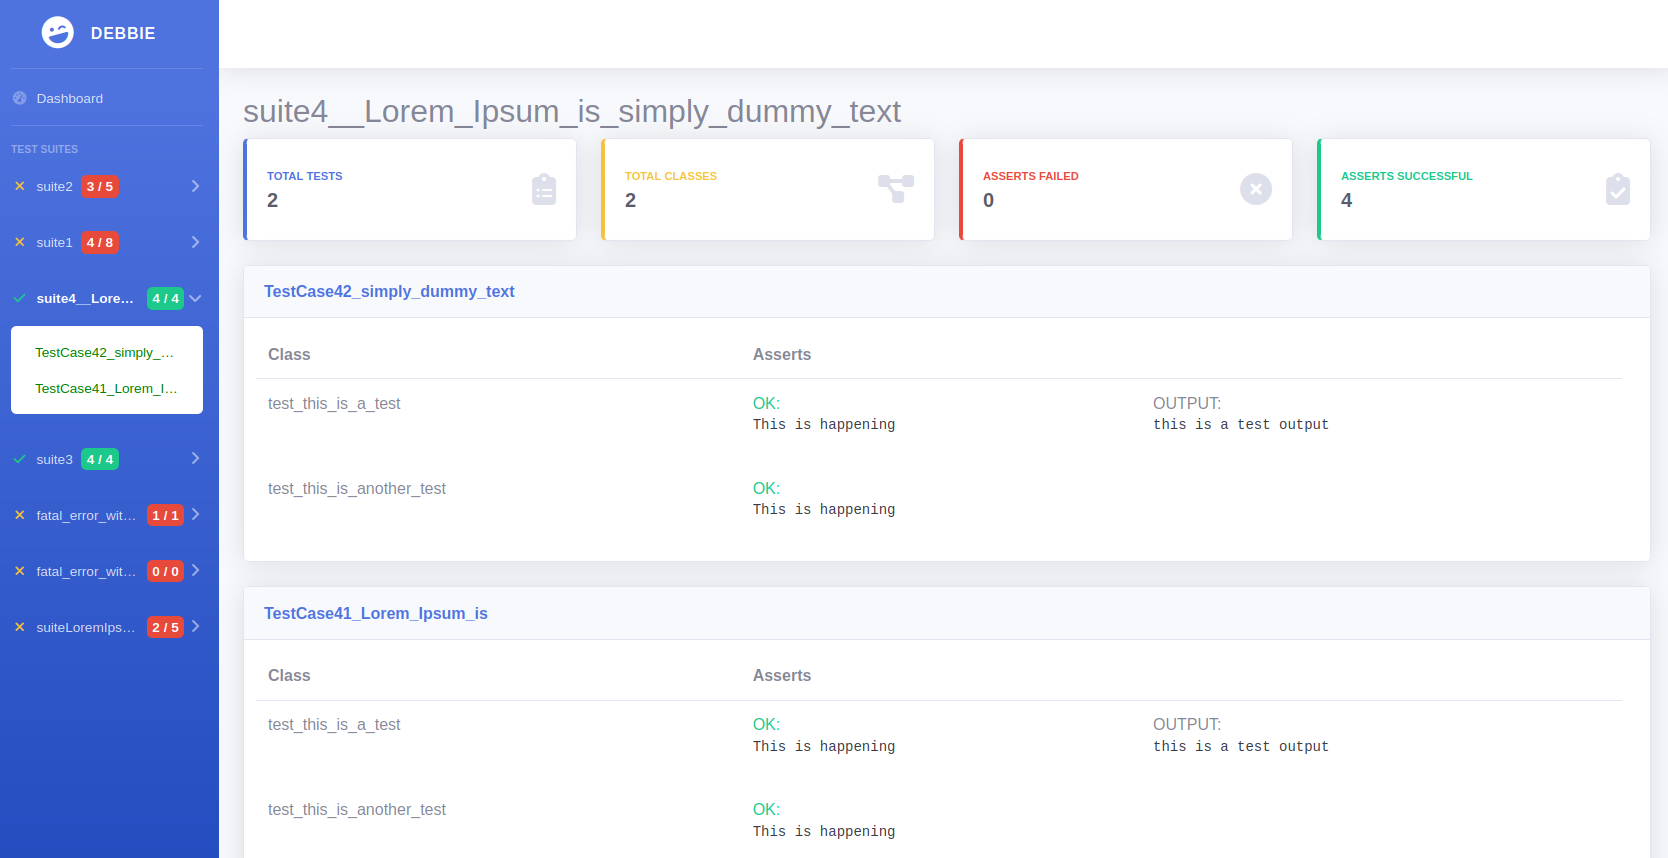 DEBBIE
Dashboard
TEST SUITES
suite2 3 / 5
suite1 4 / 8
suite4__Lore... 4 / 4
TestCase42_simply_...
TestCase41_Lorem_I...
suite3 4 / 4
fatal_error_wit... 1 / 1
fatal_error_wit... 0 / 0
suiteLoremIps... 2 / 5
suite4__Lorem_Ipsum_is_simply_dummy_text
TOTAL TESTS
2
TOTAL CLASSES
2
ASSERTS FAILED
0
ASSERTS SUCCESSFUL
4
TestCase42_simply_dummy_text
Class Asserts
test_this_is_a_test OK: OUTPUT:
This is happening this is a test output
test_this_is_another_test OK:
This is happening
TestCase41_Lorem_Ipsum_is
Class Asserts
test_this_is_a_test OK: OUTPUT:
This is happening this is a test output
test_this_is_another_test OK:
This is happening